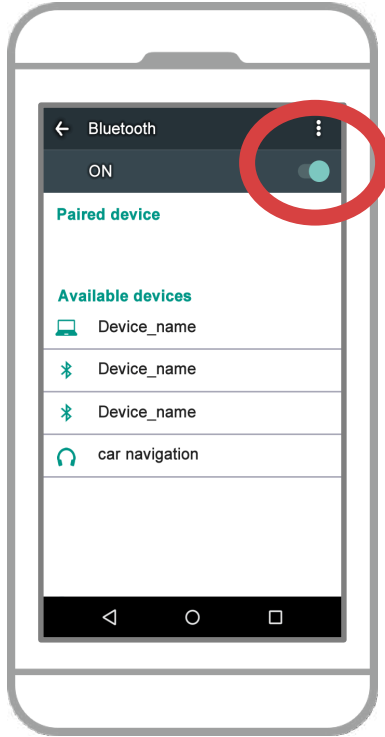 Bluetooth
ON
Paired device
Available devices
Device_name
Device_name
Device_name
car navigation